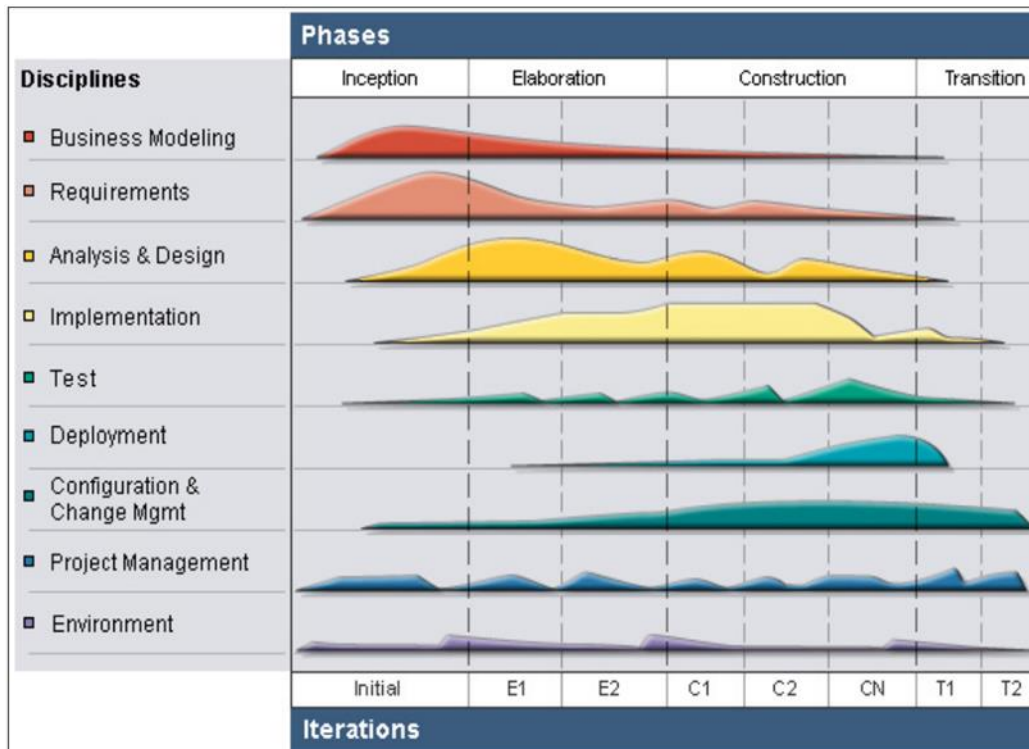 Phases
Disciplines
Inception
Elaboration
Construction
Transition
Business Modeling
Requirements
Analysis & Design
Implementation
Test
Deployment
Configuration &
Change Mgmt
Project Management
Environment
Initial
E1
E2
C1
C2
CN
T1
T2
Iterations